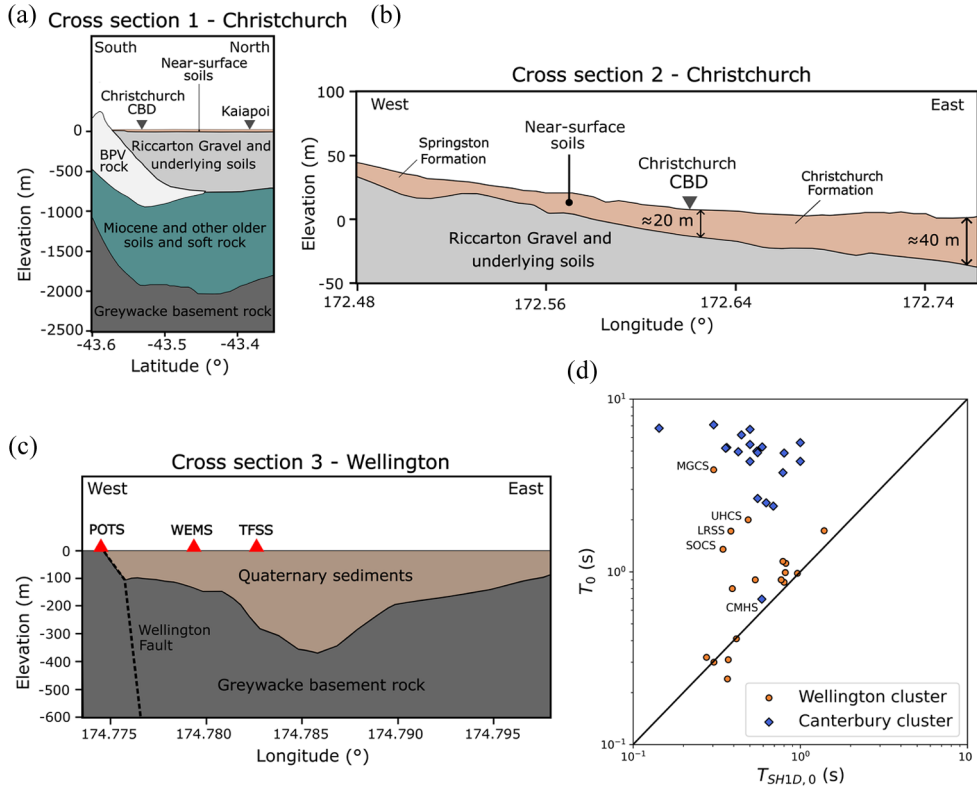 (a)
Cross section 1 - Christchurch
South
North
Near-surface
soils
Christchurch
CBD
Kaiapoi
BPV
rock
Riccarton Gravel and
underlying soils
Miocene and other older
soils and soft rock
Greywacke basement rock
0
-500
-1000
-1500
-2000
-2500
Elevation (m)
-43.6
-43.5
-43.4
Latitude (°)
(b)
Cross section 2 - Christchurch
West
East
Springston
Formation
Near-surface
soils
Christchurch
CBD
Christchurch
Formation
≈20 m
≈40 m
Riccarton Gravel and
underlying soils
100
50
0
-50
Elevation (m)
172.48
172.56
172.64
172.74
Longitude (°)
(c)
Cross section 3 - Wellington
West
East
POTS
WEMS
TFSS
Quaternary sediments
Wellington
Fault
Greywacke basement rock
0
-100
-200
-300
-400
-500
-600
Elevation (m)
174.775
174.780
174.785
174.790
174.795
Longitude (°)
(d)
MGCS
UHCS
LRSS
SOCS
CMHS
Wellington cluster
Canterbury cluster
10¹
10⁰
10⁻¹
T₀ (s)
10⁻¹
10⁰
10
T_SH1D,0 (s)